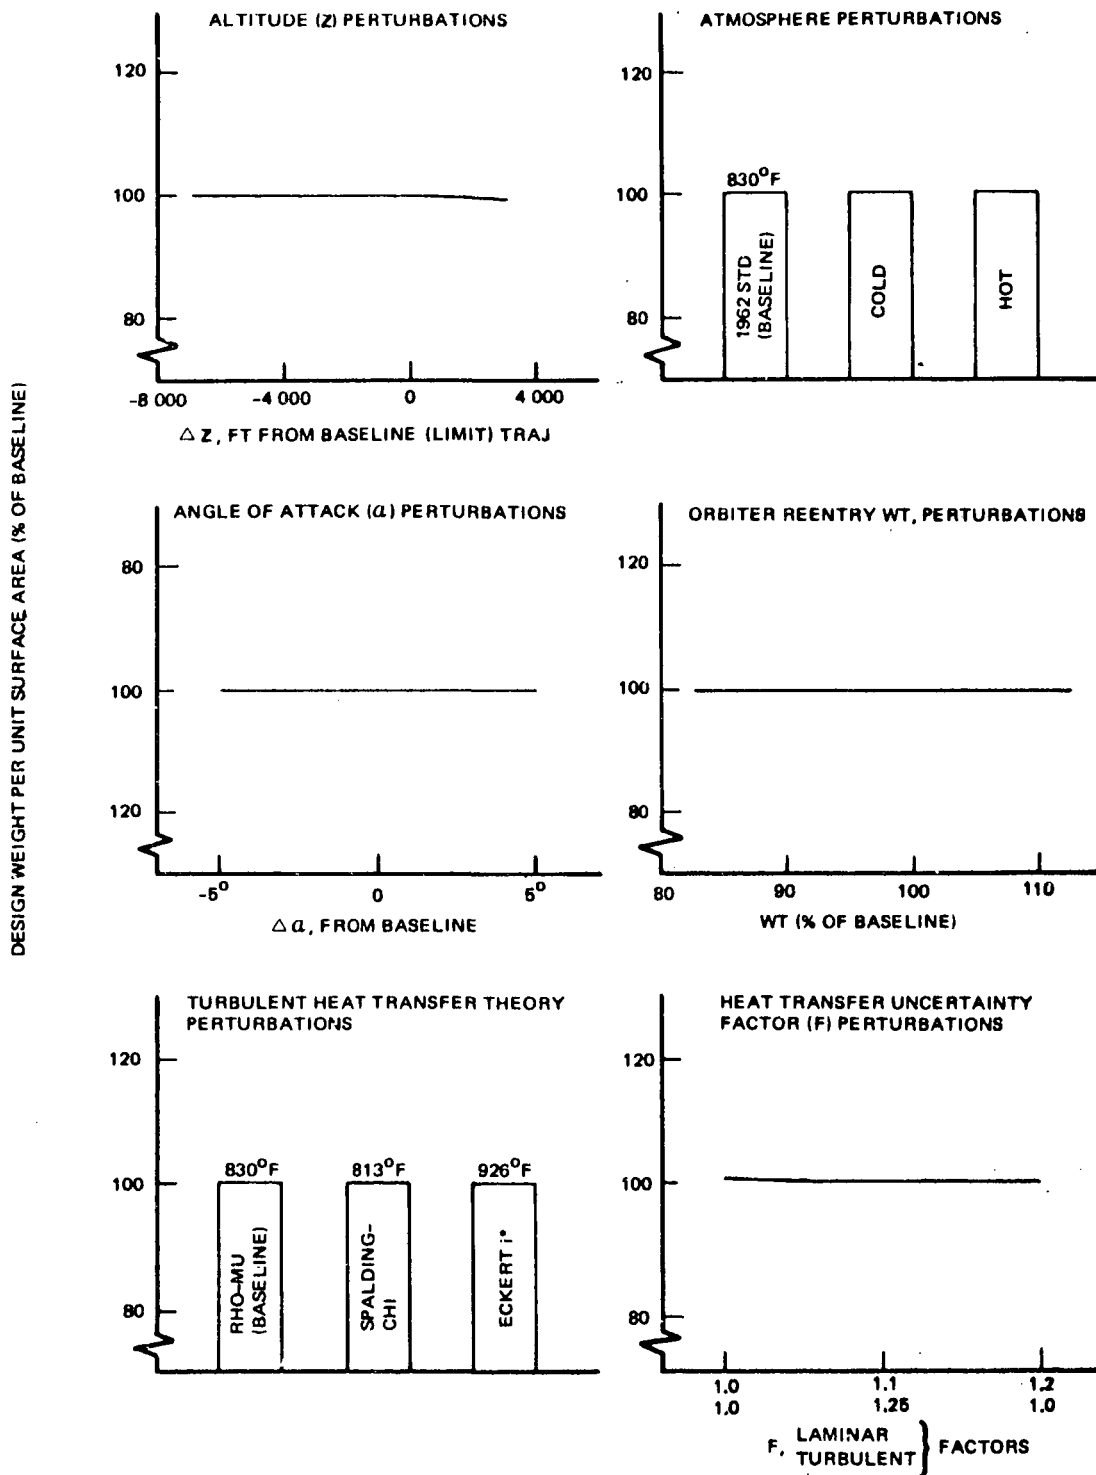 DESIGN WEIGHT PER UNIT SURFACE AREA (% OF BASELINE)
ALTITUDE (Z) PERTURBATIONS
120
100
80
-8 000
-4 000
0
4 000
△ Z, FT FROM BASELINE (LIMIT) TRAJ
ATMOSPHERE PERTURBATIONS
120
100
80
830°F
1962 STD
(BASELINE)
COLD
HOT
ANGLE OF ATTACK (α) PERTURBATIONS
80
100
120
-5°
0
5°
△ α, FROM BASELINE
ORBITER REENTRY WT, PERTURBATIONS
120
100
80
80
90
100
110
WT (% OF BASELINE)
TURBULENT HEAT TRANSFER THEORY
PERTURBATIONS
120
100
80
830°F
813°F
926°F
RHO-MU
(BASELINE)
SPALDING-
CHI
ECKERT i*
HEAT TRANSFER UNCERTAINTY
FACTOR (F) PERTURBATIONS
120
100
80
1.0
1.0
1.1
1.25
1.2
1.0
F, LAMINAR
TURBULENT } FACTORS